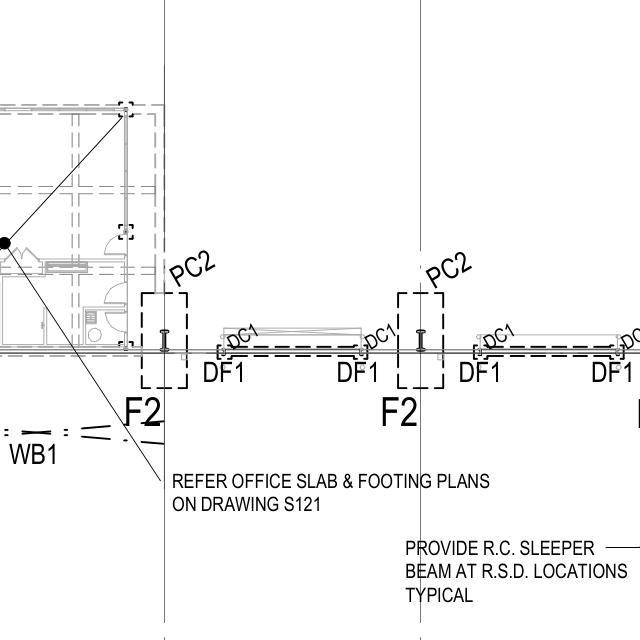 PC2
PC2
DC1
DC1
DC1
DC1
DF1
DF1
DF1
DF1
F2
F2
WB1
REFER OFFICE SLAB & FOOTING PLANS
ON DRAWING S121
PROVIDE R.C. SLEEPER
BEAM AT R.S.D. LOCATIONS
TYPICAL